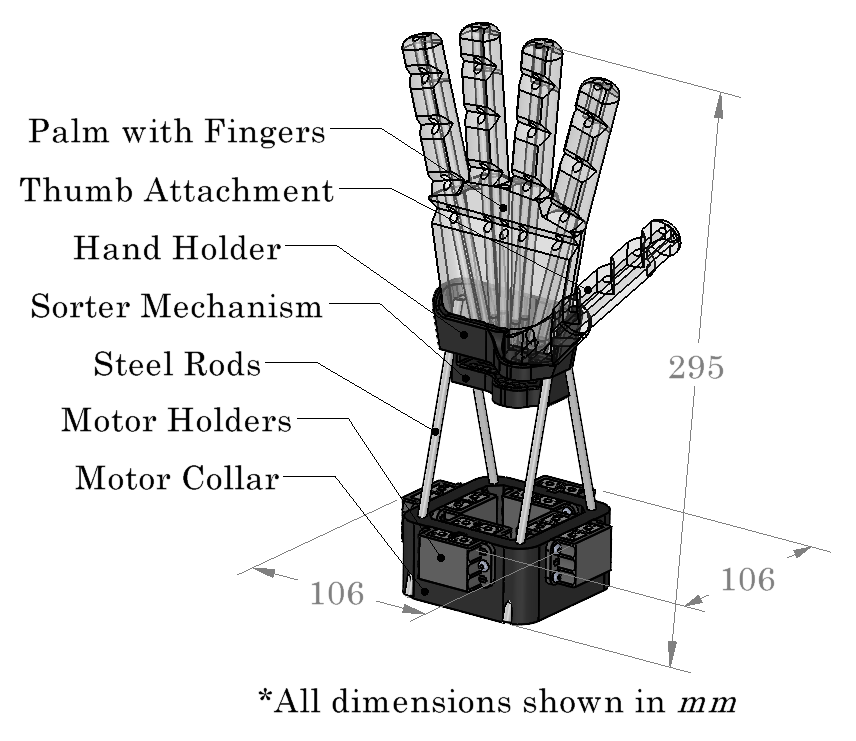 Palm with Fingers
Thumb Attachment
Hand Holder
Sorter Mechanism
Steel Rods
Motor Holders
Motor Collar
295
106
106
*All dimensions shown in mm